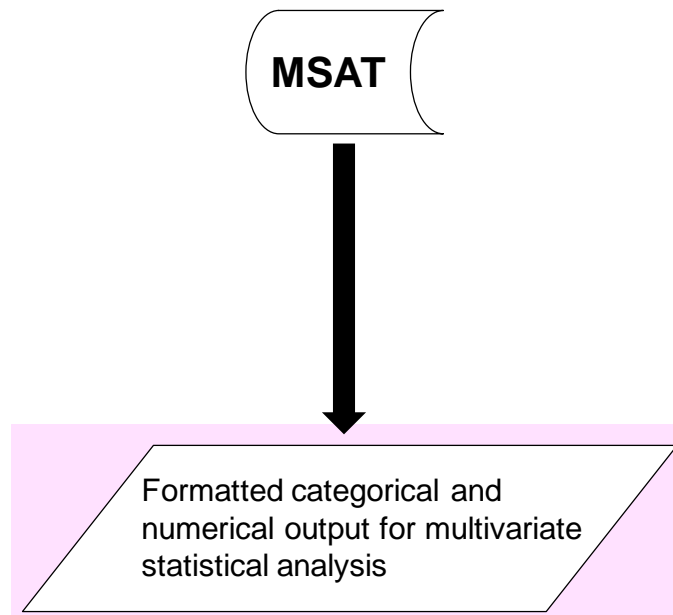 MSAT
Formatted categorical and
numerical output for multivariate
statistical analysis